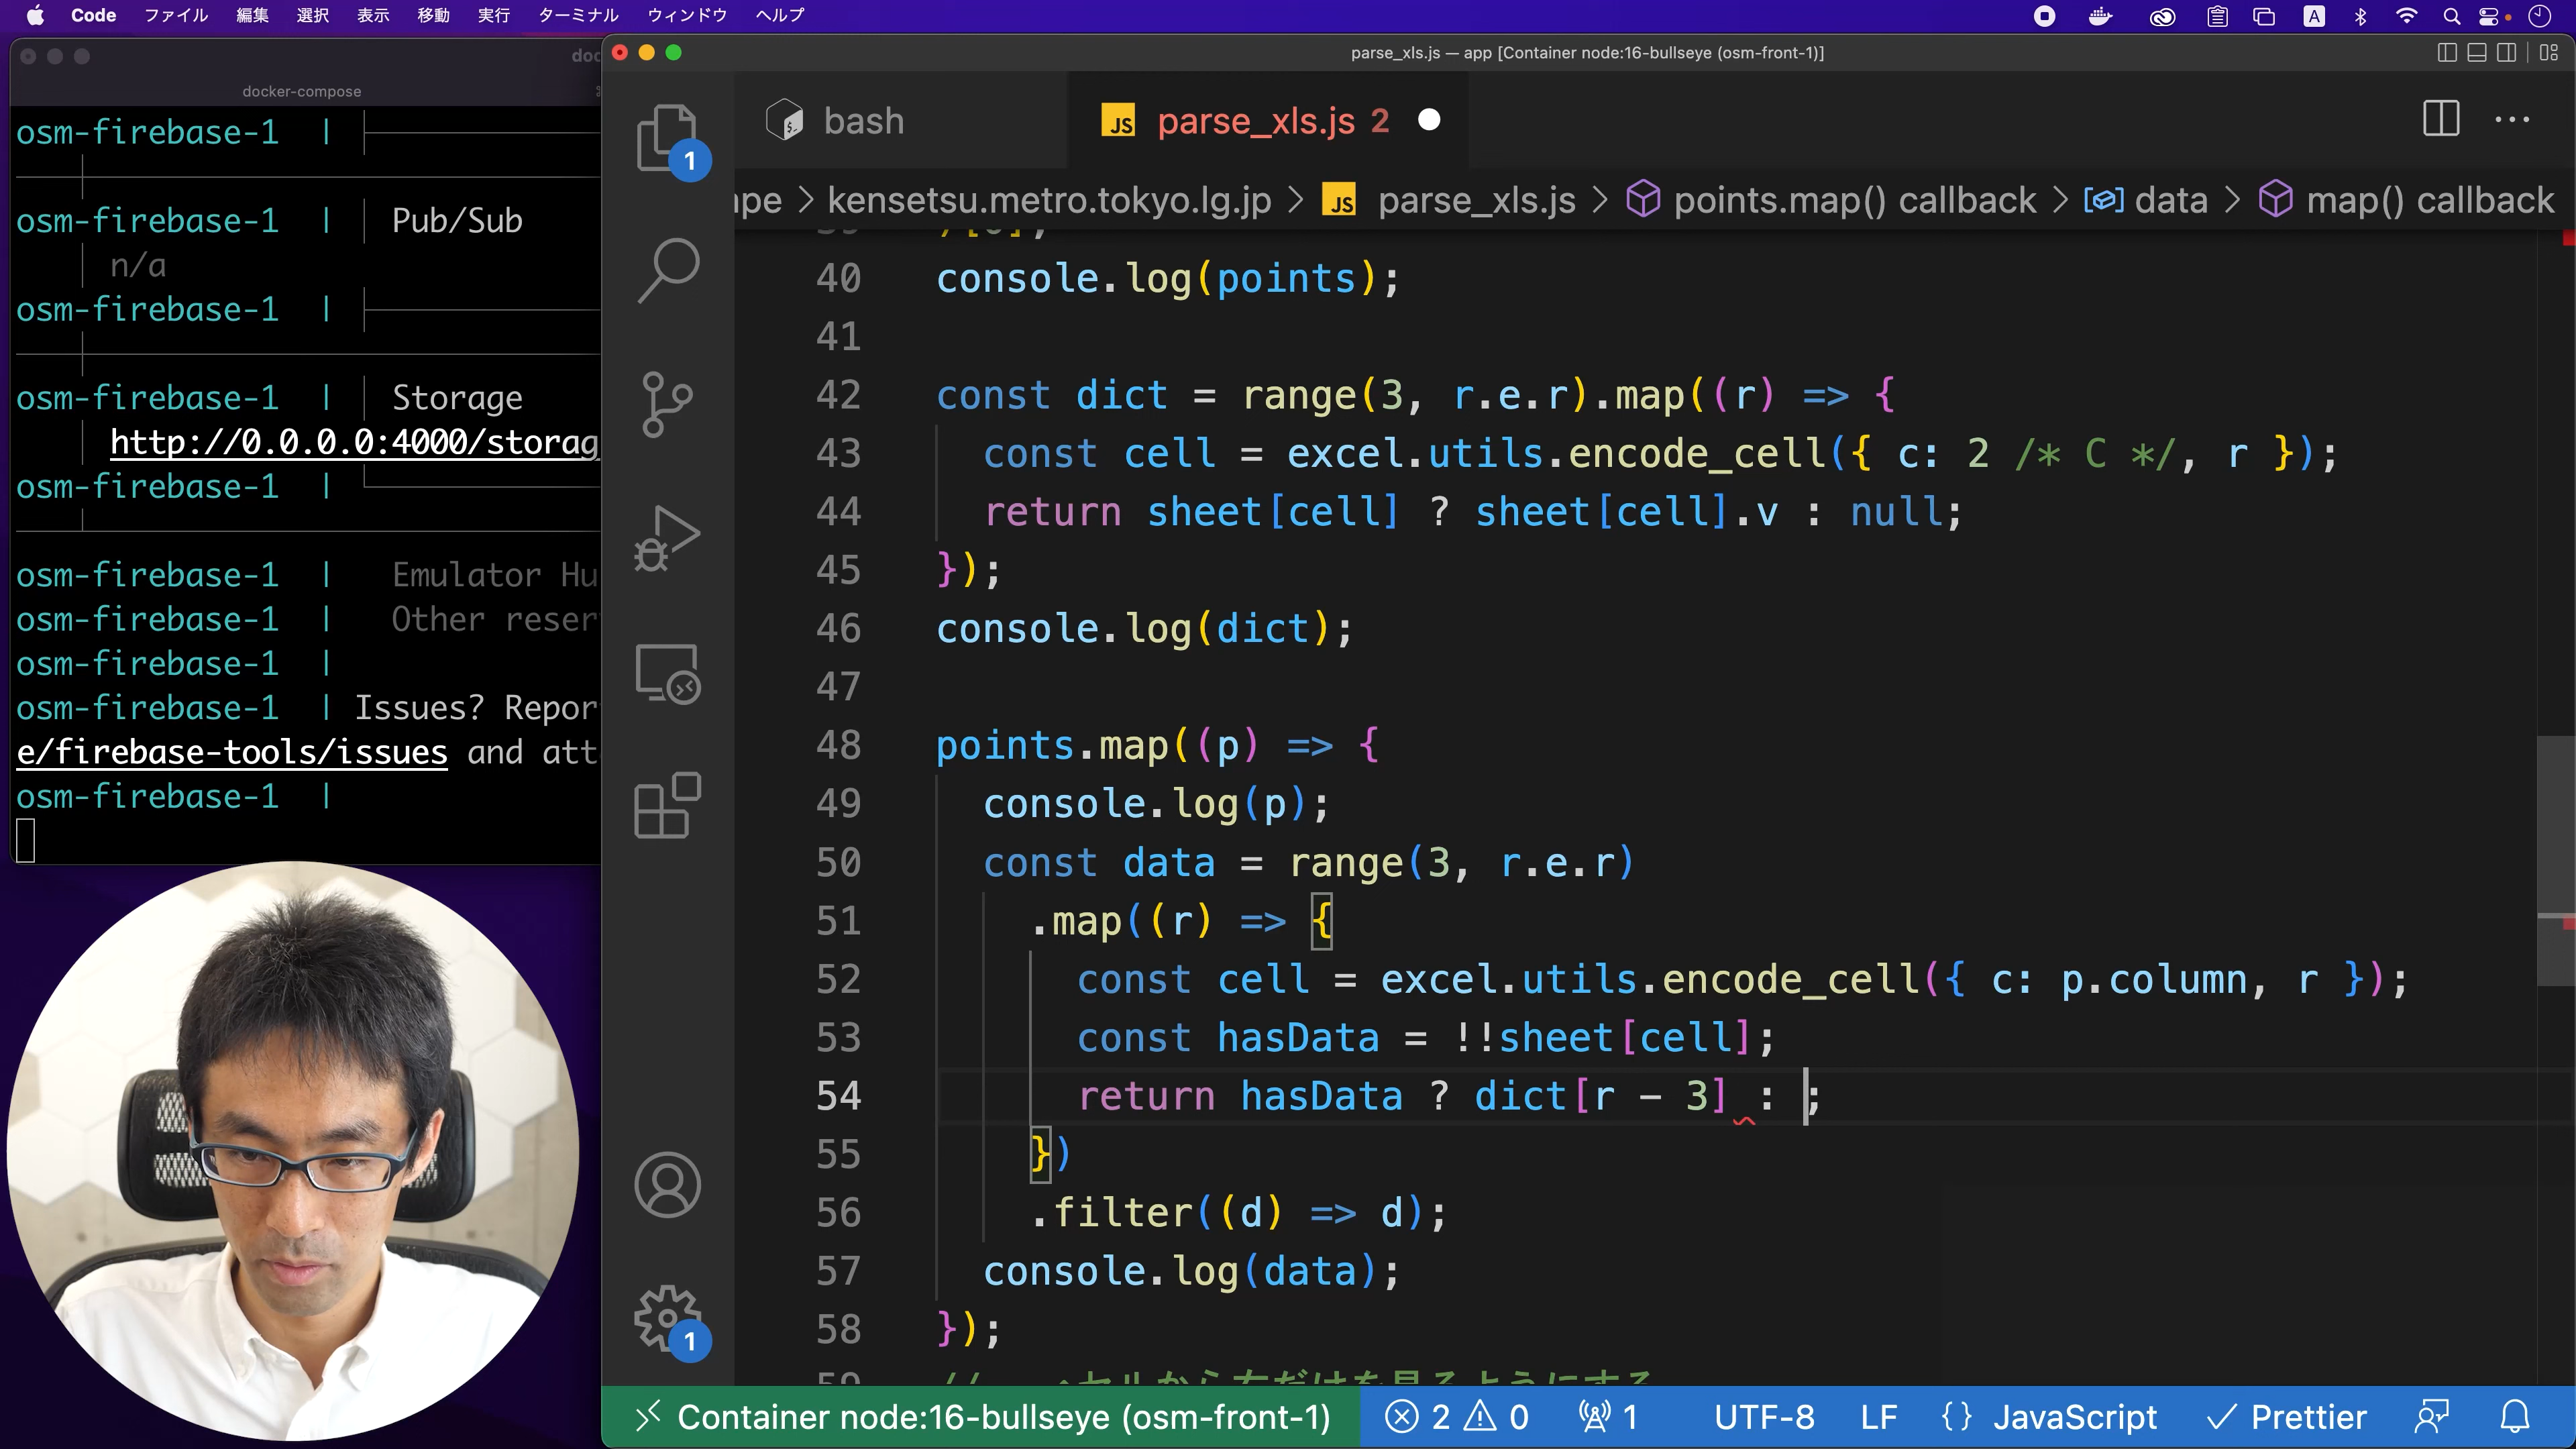 Code ファイル 編集 選択 表示 移動 実行 ターミナル ウィンドウ ヘルプ A
docker-compose
osm-firebase-1 |
osm-firebase-1 | Pub/Sub
n/a
osm-firebase-1 |
osm-firebase-1 | Storage
http://0.0.0.0:4000/storag
osm-firebase-1 |
osm-firebase-1 | Emulator Hu
osm-firebase-1 | Other reser
osm-firebase-1 |
osm-firebase-1 | Issues? Repor
e/firebase-tools/issues and att
osm-firebase-1 |
parse_xls.js — app [Container node:16-bullseye (osm-front-1)]
bash
JS parse_xls.js 2
kensetsu.metro.tokyo.lg.jp > JS parse_xls.js > points.map() callback > data > map() callback
40 console.log(points);
41
42 const dict = range(3, r.e.r).map((r) => {
43 const cell = excel.utils.encode_cell({ c: 2 /* C */, r });
44 return sheet[cell] ? sheet[cell].v : null;
45 });
46 console.log(dict);
47
48 points.map((p) => {
49 console.log(p);
50 const data = range(3, r.e.r)
51 .map((r) => {
52 const cell = excel.utils.encode_cell({ c: p.column, r });
53 const hasData = !!sheet[cell];
54 return hasData ? dict[r - 3] : ;
55 })
56 .filter((d) => d);
57 console.log(data);
58 });
1
1
Container node:16-bullseye (osm-front-1) 2 0 1 UTF-8 LF {} JavaScript Prettier